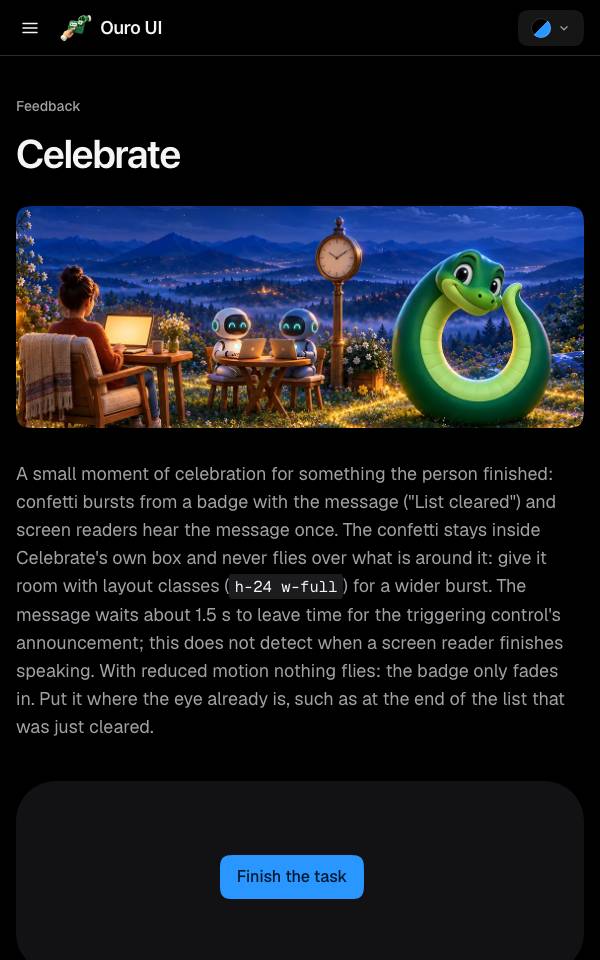 Ouro UI
Feedback
Celebrate
A small moment of celebration for something the person finished:
confetti bursts from a badge with the message ("List cleared") and
screen readers hear the message once. The confetti stays inside
Celebrate's own box and never flies over what is around it: give it
room with layout classes (h-24 w-full) for a wider burst. The
message waits about 1.5 s to leave time for the triggering control's
announcement; this does not detect when a screen reader finishes
speaking. With reduced motion nothing flies: the badge only fades
in. Put it where the eye already is, such as at the end of the list that
was just cleared.
Finish the task